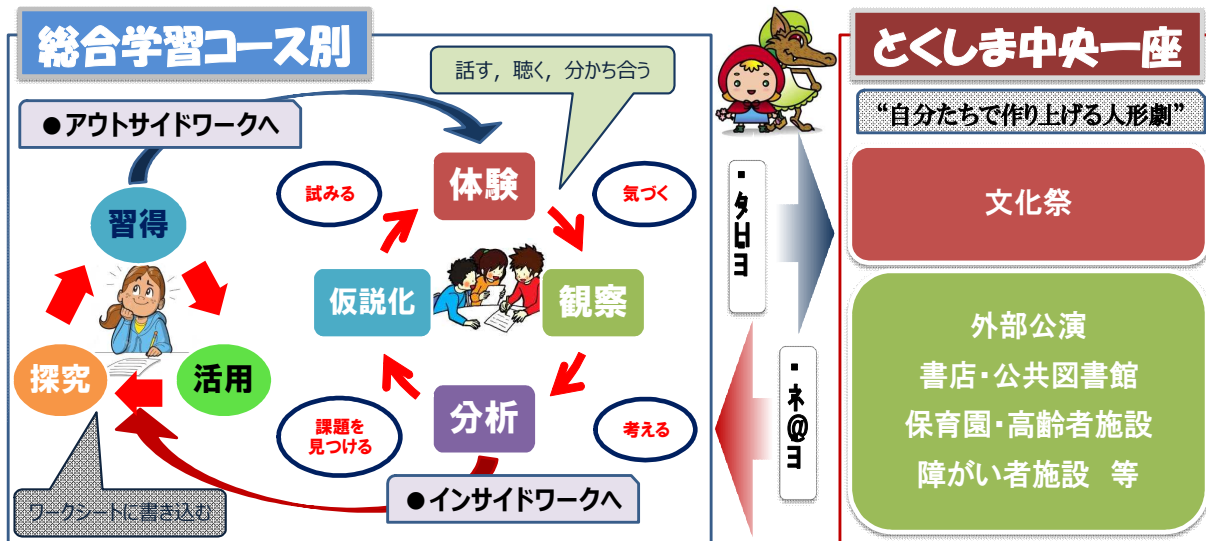 総合学習コース別
話す，聴く，分かち合う
●アウトサイドワークへ
体験
試みる
気づく
習得
仮説化
観察
探究
活用
分析
課題を
見つける
考える
●インサイドワークへ
ワークシートに書き込む
とくしま中央一座
“自分たちで作り上げる人形劇”
文化祭
外部公演
書店・公共図書館
保育園・高齢者施設
障がい者施設 等